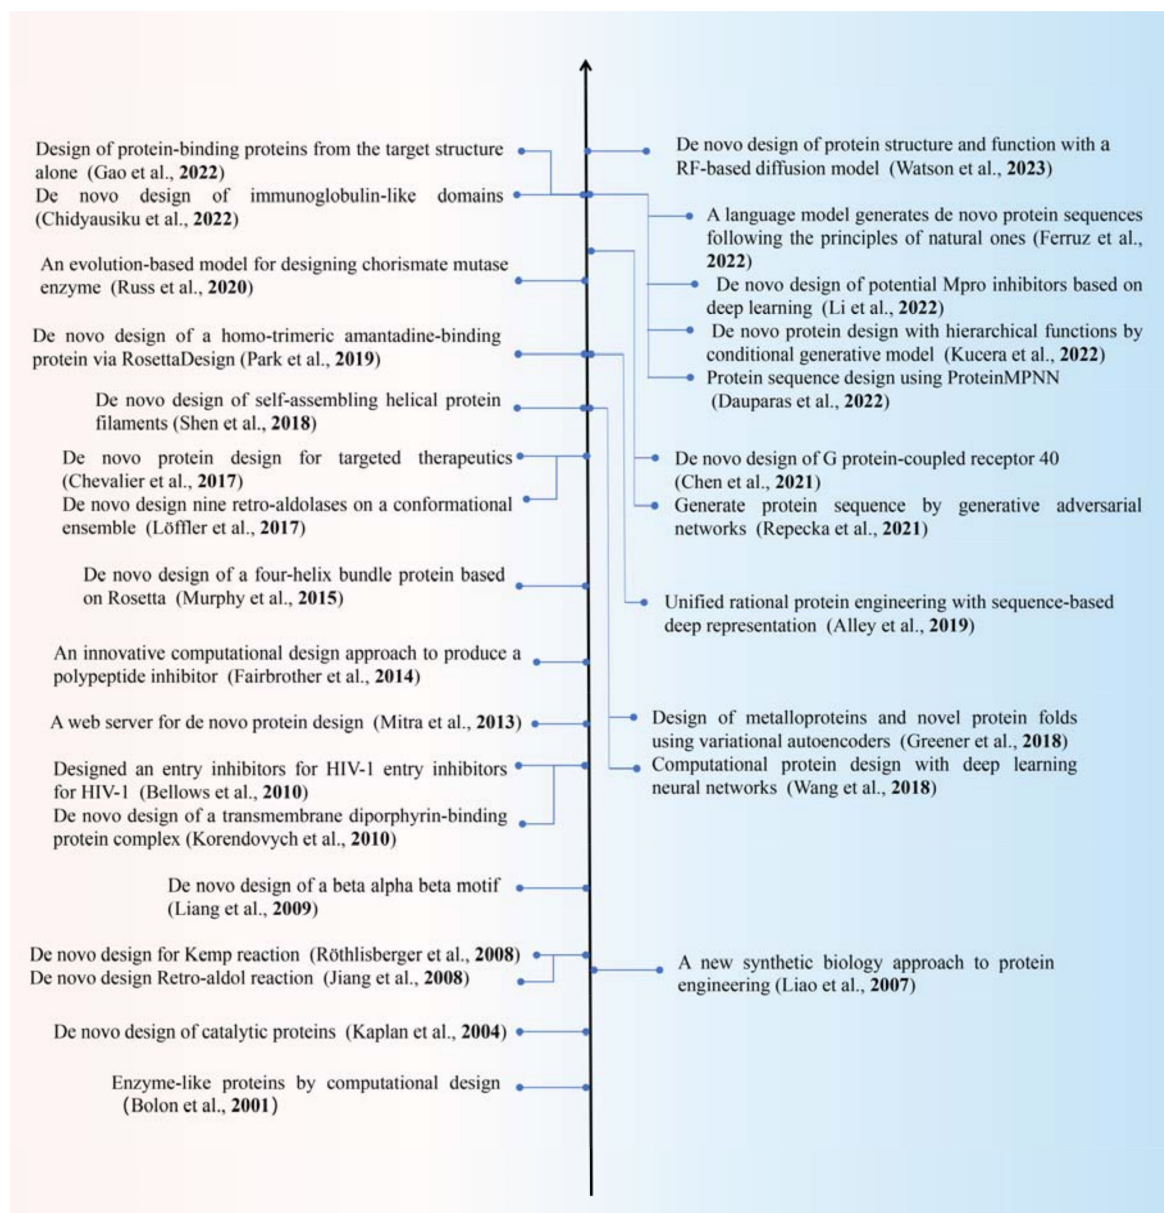 Design of protein-binding proteins from the target structure
alone (Gao et al., 2022)
De novo design of immunoglobulin-like domains
(Chidyausiku et al., 2022)
An evolution-based model for designing chorismate mutase
enzyme (Russ et al., 2020)
De novo design of a homo-trimeric amantadine-binding
protein via RosettaDesign (Park et al., 2019)
De novo design of self-assembling helical protein
filaments (Shen et al., 2018)
De novo protein design for targeted therapeutics
(Chevalier et al., 2017)
De novo design nine retro-aldolases on a conformational
ensemble (Löffler et al., 2017)
De novo design of a four-helix bundle protein based
on Rosetta (Murphy et al., 2015)
An innovative computational design approach to produce a
polypeptide inhibitor (Fairbrother et al., 2014)
A web server for de novo protein design (Mitra et al., 2013)
Designed an entry inhibitors for HIV-1 entry inhibitors
for HIV-1 (Bellows et al., 2010)
De novo design of a transmembrane diporphyrin-binding
protein complex (Korendovych et al., 2010)
De novo design of a beta alpha beta motif
(Liang et al., 2009)
De novo design for Kemp reaction (Röthlisberger et al., 2008)
De novo design Retro-aldol reaction (Jiang et al., 2008)
De novo design of catalytic proteins (Kaplan et al., 2004)
Enzyme-like proteins by computational design
(Bolon et al., 2001)
De novo design of protein structure and function with a
RF-based diffusion model (Watson et al., 2023)
A language model generates de novo protein sequences
following the principles of natural ones (Ferruz et al.,
2022)
De novo design of potential Mpro inhibitors based on
deep learning (Li et al., 2022)
De novo protein design with hierarchical functions by
conditional generative model (Kucera et al., 2022)
Protein sequence design using ProteinMPNN
(Dauparas et al., 2022)
De novo design of G protein-coupled receptor 40
(Chen et al., 2021)
Generate protein sequence by generative adversarial
networks (Repecka et al., 2021)
Unified rational protein engineering with sequence-based
deep representation (Alley et al., 2019)
Design of metalloproteins and novel protein folds
using variational autoencoders (Greener et al., 2018)
Computational protein design with deep learning
neural networks (Wang et al., 2018)
A new synthetic biology approach to protein
engineering (Liao et al., 2007)